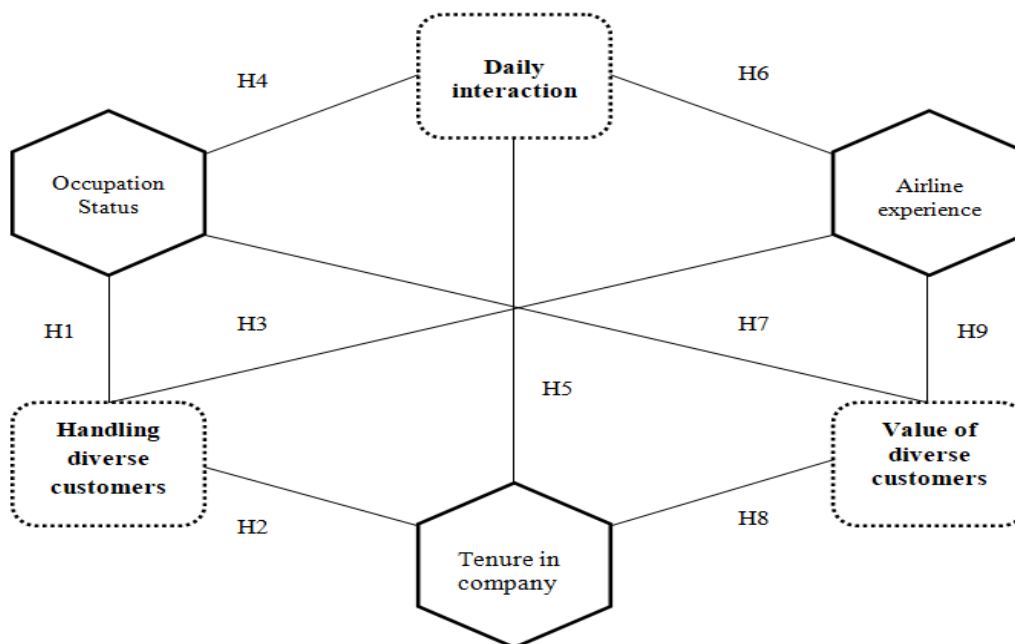 Daily
interaction
H4
H6
Occupation
Status
Airline
experience
H1
H3
H7
H9
H5
Handling
diverse
customers
Value of
diverse
customers
H2
H8
Tenure in
company